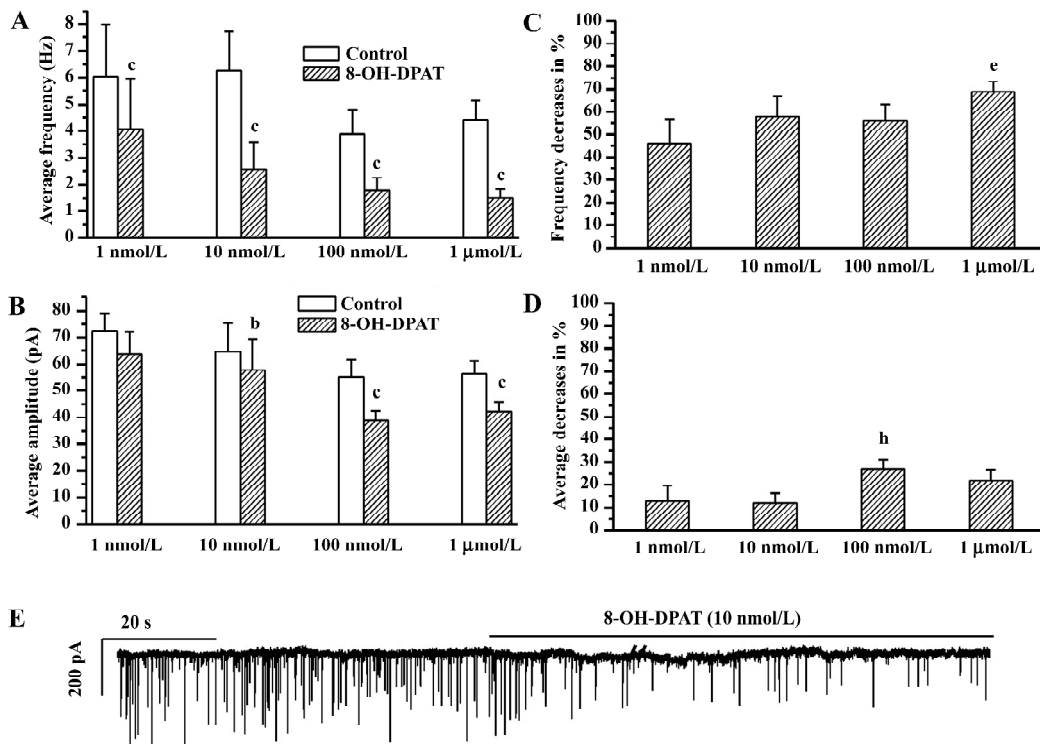 A
Average frequency (Hz)
8
7
6
5
4
3
2
1
0
Control
8-OH-DPAT
c
c
c
c
1 nmol/L
10 nmol/L
100 nmol/L
1 μmol/L
C
Frequency decreases in %
100
90
80
70
60
50
40
30
20
10
0
e
1 nmol/L
10 nmol/L
100 nmol/L
1 μmol/L
B
Average amplitude (pA)
80
70
60
50
40
30
20
10
0
Control
8-OH-DPAT
b
c
c
1 nmol/L
10 nmol/L
100 nmol/L
1 μmol/L
D
Average decreases in %
100
90
80
70
60
50
40
30
20
10
0
h
1 nmol/L
10 nmol/L
100 nmol/L
1 μmol/L
E
20 s
8-OH-DPAT (10 nmol/L)
200 pA